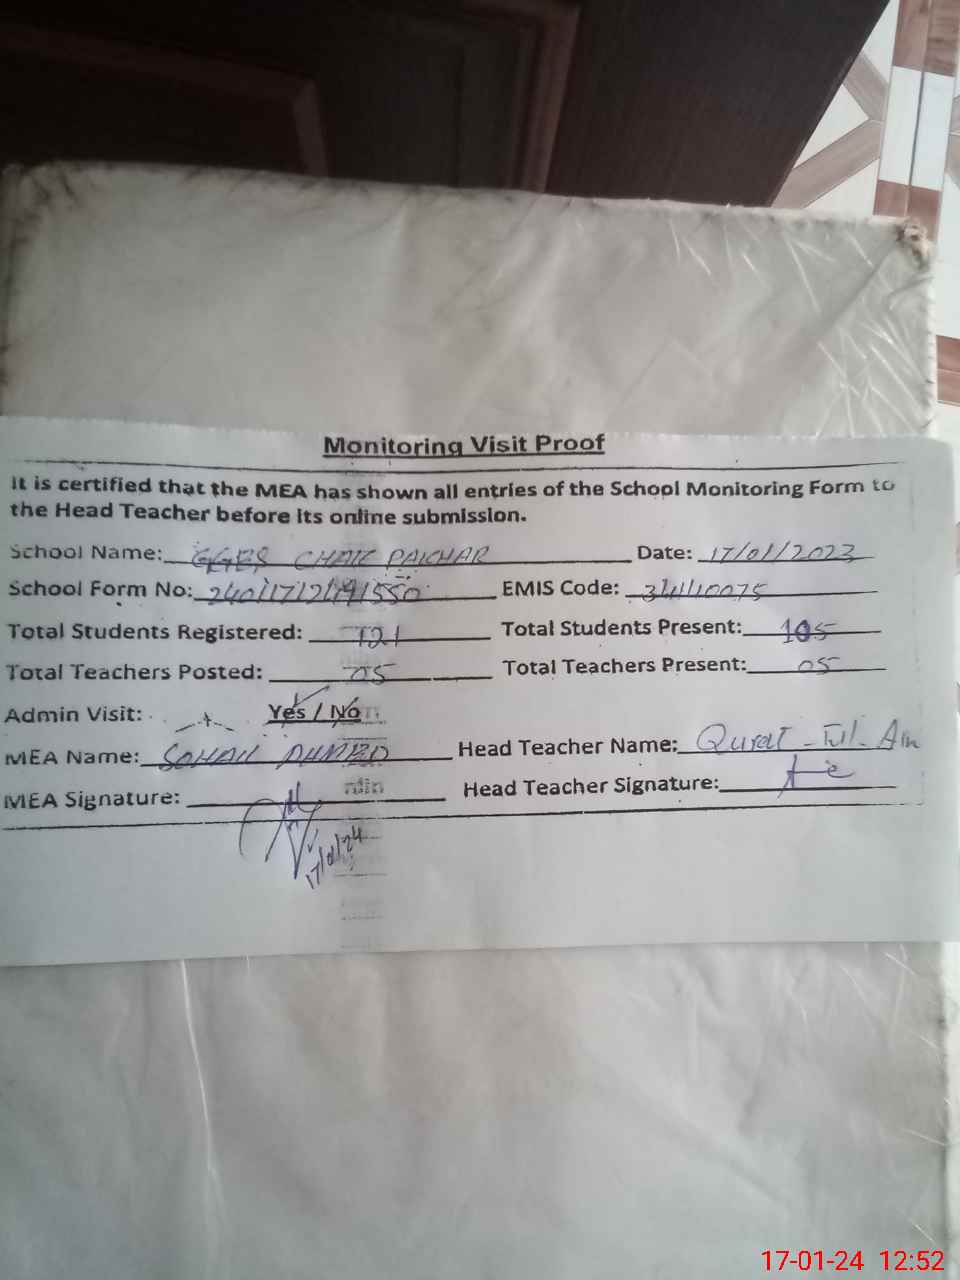 Monitoring Visit Proof
It is certified that the MEA has shown all entries of the School Monitoring Form to
the Head Teacher before its online submission.
School Name: GGES CHAK PAKHAR Date: 17/01/2023
School Form No: EMIS Code: 34110075
Total Students Registered: 121 Total Students Present: 105
Total Teachers Posted: 05 Total Teachers Present: 05
Admin Visit: Yes / No
MEA Name: SOHAIL AHMED Head Teacher Name: Qurat-Tul-Ain
MEA Signature: Head Teacher Signature:
17/01/24
17-01-24 12:52